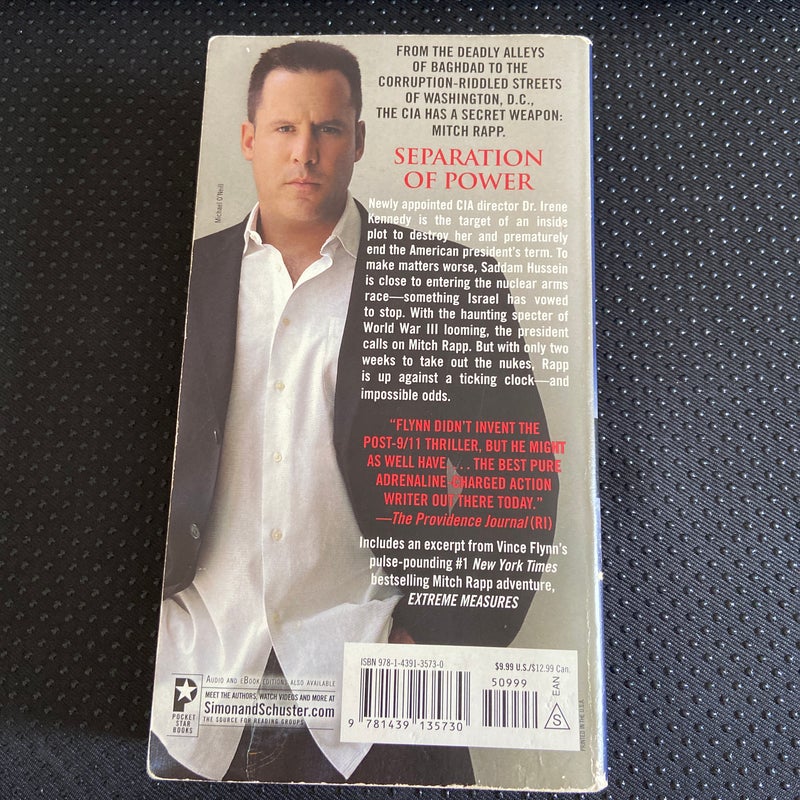 FROM THE DEADLY ALLEYS
OF BAGHDAD TO THE
CORRUPTION-RIDDLED STREETS
OF WASHINGTON, D.C.,
THE CIA HAS A SECRET WEAPON:
MITCH RAPP.
SEPARATION
OF POWER
Newly appointed CIA director Dr. Irene
Kennedy is the target of an inside
plot to destroy her and prematurely
end the American president's term. To
make matters worse, Saddam Hussein
is close to entering the nuclear arms
race—something Israel has vowed
to stop. With the haunting specter of
World War III looming, the president
calls on Mitch Rapp. But with only two
weeks to take out the nukes, Rapp
is up against a ticking clock—and
impossible odds.
"FLYNN DIDN'T INVENT THE
POST-9/11 THRILLER, BUT HE MIGHT
AS WELL HAVE . . . THE BEST PURE
ADRENALINE-CHARGED ACTION
WRITER OUT THERE TODAY."
—The Providence Journal (RI)
Includes an excerpt from Vince Flynn's
pulse-pounding #1 New York Times
bestselling Mitch Rapp adventure,
EXTREME MEASURES
Michael O'Neill
POCKET
STAR
BOOKS
AUDIO AND EBOOK EDITIONS ALSO AVAILABLE
MEET THE AUTHORS, WATCH VIDEOS AND MORE AT
SimonandSchuster.com
THE SOURCE FOR READING GROUPS
ISBN 978-1-4391-3573-0
$9.99 U.S./$12.99 Can.
50999
9 781439 135730
EAN
S
PRINTED IN THE U.S.A.